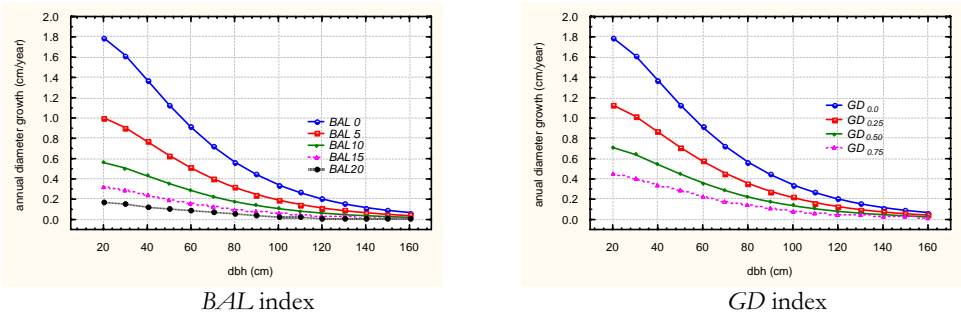 annual diameter growth (cm/year)
2.0
1.8
1.6
1.4
1.2
1.0
0.8
0.6
0.4
0.2
0.0
BAL 0
BAL 5
BAL10
BAL15
BAL20
20 40 60 80 100 120 140 160
dbh (cm)
BAL index
annual diameter growth (cm/year)
2.0
1.8
1.6
1.4
1.2
1.0
0.8
0.6
0.4
0.2
0.0
GD 0.0
GD 0.25
GD 0.50
GD 0.75
20 40 60 80 100 120 140 160
dbh (cm)
GD index